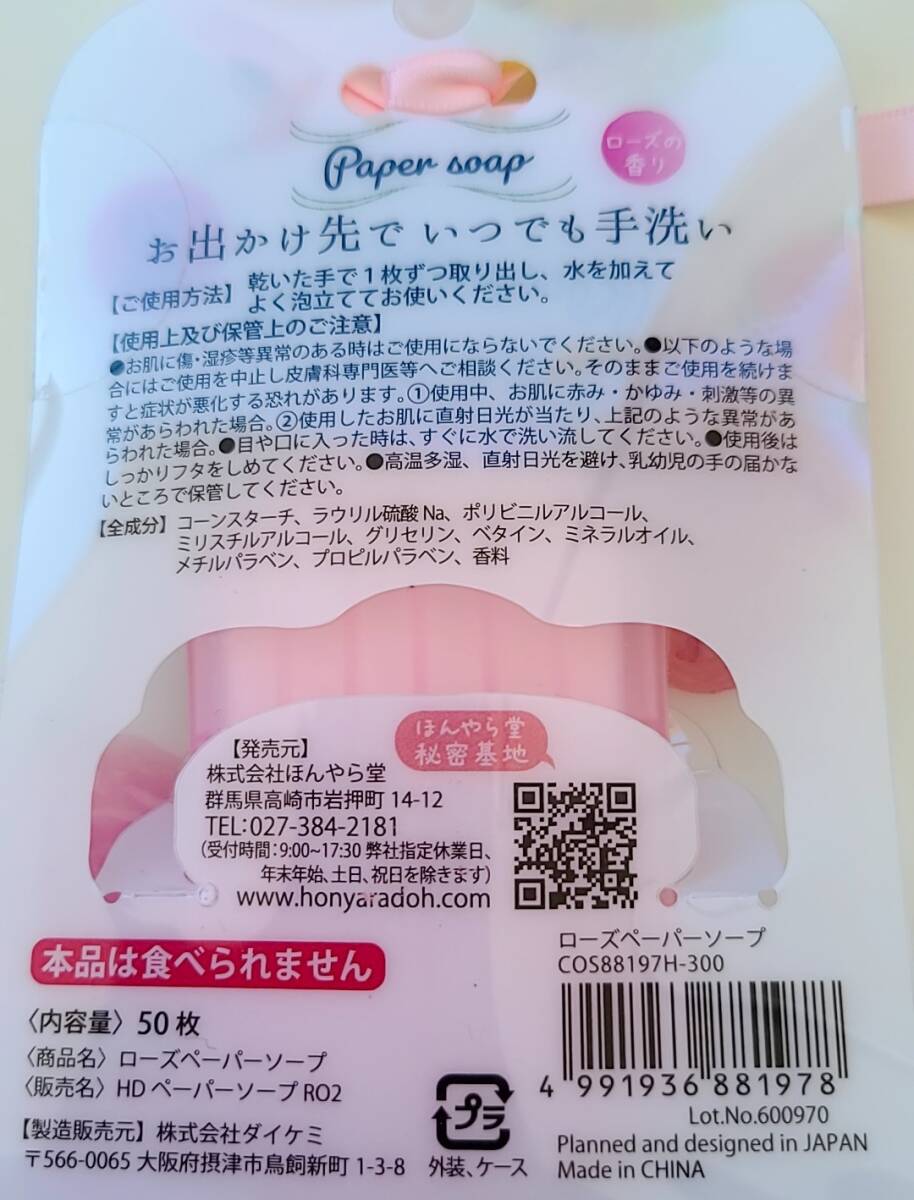 Paper soap
ローズの
香り
お出かけ先で いつでも手洗い
【ご使用方法】乾いた手で1枚ずつ取り出し、水を加えて
よく泡立ててお使いください。
【使用上及び保管上のご注意】
●お肌に傷・湿疹等異常のある時はご使用にならないでください。●以下のような場
合にはご使用を中止し皮膚科専門医等へご相談ください。そのままご使用を続けま
すと症状が悪化する恐れがあります。①使用中、お肌に赤み・かゆみ・刺激等の異
常があらわれた場合。②使用したお肌に直射日光が当たり、上記のような異常があ
らわれた場合。●目や口に入った時は、すぐに水で洗い流してください。●使用後は
しっかりフタをしめてください。●高温多湿、直射日光を避け、乳幼児の手の届かな
いところで保管してください。
【全成分】コーンスターチ、ラウリル硫酸Na、ポリビニルアルコール、
ミリスチルアルコール、グリセリン、ベタイン、ミネラルオイル、
メチルパラベン、プロピルパラベン、香料
ほんやら堂
秘密基地
【発売元】
株式会社ほんやら堂
群馬県高崎市岩押町 14-12
TEL:027-384-2181
(受付時間:9:00~17:30 弊社指定休業日、
年末年始、土日、祝日を除きます)
www.honyaradoh.com
本品は食べられません
〈内容量〉50枚
〈商品名〉ローズペーパーソープ
〈販売名〉HDペーパーソープRO2
【製造販売元】株式会社ダイケミ
〒566-0065 大阪府摂津市鳥飼新町 1-3-8
プラ
外装、ケース
ローズペーパーソープ
COS88197H-300
4 991936 881978
Lot.No.600970
Planned and designed in JAPAN
Made in CHINA